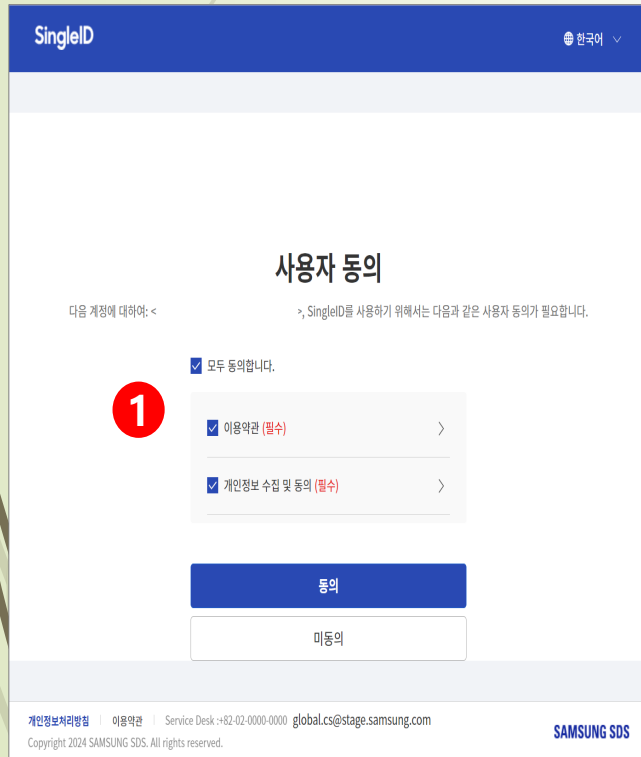 SingleID
한국어
사용자 동의
다음 계정에 대하여: < >, SingleID를 사용하기 위해서는 다음과 같은 사용자 동의가 필요합니다.
모두 동의합니다.
1
이용약관 (필수)
개인정보 수집 및 동의 (필수)
동의
미동의
개인정보처리방침 이용약관 Service Desk :+82-02-0000-0000 global.cs@stage.samsung.com
Copyright 2024 SAMSUNG SDS. All rights reserved.
SAMSUNG SDS